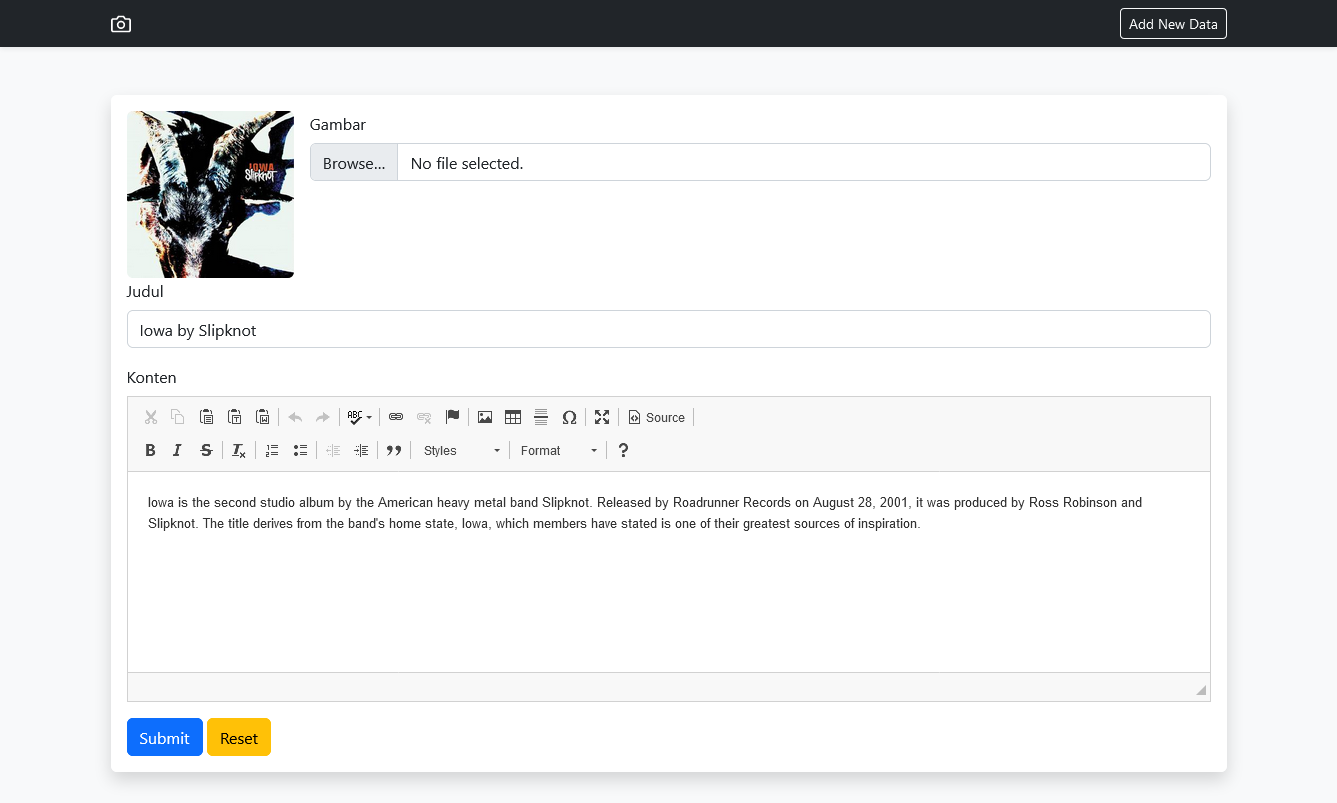 Add New Data
Gambar
Browse... No file selected.
IOWA
SLIPKNOT
Judul
Iowa by Slipknot
Konten
ABC Source
B I S Tx Styles Format ?
Iowa is the second studio album by the American heavy metal band Slipknot. Released by Roadrunner Records on August 28, 2001, it was produced by Ross Robinson and
Slipknot. The title derives from the band's home state, Iowa, which members have stated is one of their greatest sources of inspiration.
Submit Reset